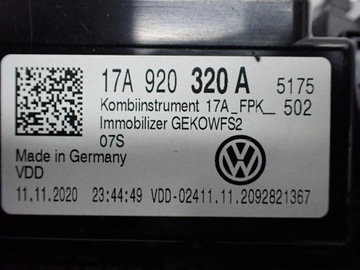 17A 920 320 A 5175
Kombiinstrument 17A_FPK_ 502
Immobilizer GEKOWFS2
07S
Made in Germany
VDD
11.11.2020 23:44:49 VDD-02411.11.2092821367